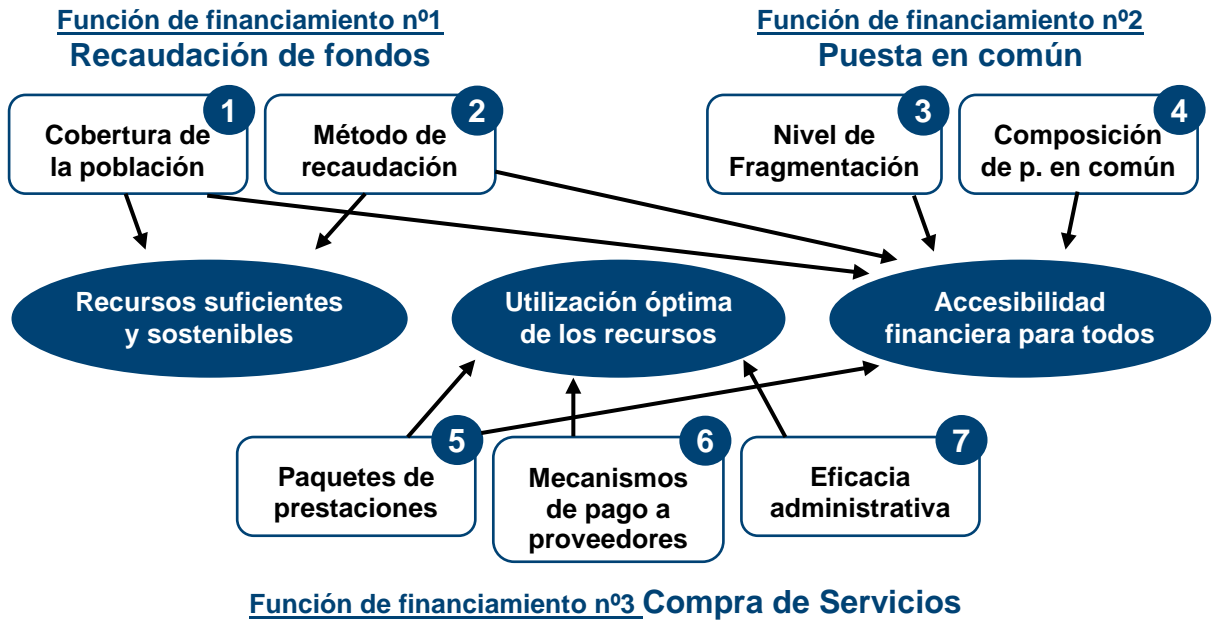 Función de financiamiento nº1
Recaudación de fondos
Función de financiamiento nº2
Puesta en común
1
Cobertura de
la población
2
Método de
recaudación
3
Nivel de
Fragmentación
4
Composición
de p. en común
Recursos suficientes
y sostenibles
Utilización óptima
de los recursos
Accesibilidad
financiera para todos
5
Paquetes de
prestaciones
6
Mecanismos
de pago a
proveedores
7
Eficacia
administrativa
Función de financiamiento nº3 Compra de Servicios